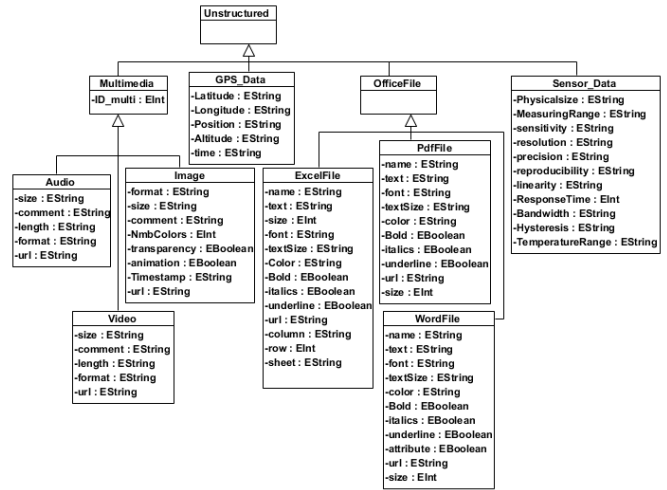 Unstructured
Multimedia
-ID_multi : EInt
GPS_Data
-Latitude : EString
-Longitude : EString
-Position : EString
-Altitude : EString
-time : EString
OfficeFile
Sensor_Data
-Physicalsize : EString
-MeasuringRange : EString
-sensitivity : EString
-resolution : EString
-precision : EString
-reproducibility : EString
-linearity : EString
-ResponseTime : EInt
-Bandwidth : EString
-Hysteresis : EString
-TemperatureRange : EString
Audio
-size : EString
-comment : EString
-length : EString
-format : EString
-url : EString
Image
-format : EString
-size : EString
-comment : EString
-NmbColors : EInt
-transparency : EBoolean
-animation : EBoolean
-Timestamp : EString
-url : EString
ExcelFile
-name : EString
-text : EString
-size : EInt
-font : EString
-textSize : EString
-Color : EString
-Bold : EBoolean
-italics : EBoolean
-underline : EBoolean
-url : EString
-column : EString
-row : EInt
-sheet : EString
PdfFile
-name : EString
-text : EString
-font : EString
-textSize : EString
-color : EString
-Bold : EBoolean
-italics : EBoolean
-underline : EBoolean
-url : EString
-size : EInt
Video
-size : EString
-comment : EString
-length : EString
-format : EString
-url : EString
WordFile
-name : EString
-text : EString
-font : EString
-textSize : EString
-color : EString
-Bold : EBoolean
-italics : EBoolean
-underline : EBoolean
-attribute : EBoolean
-url : EString
-size : EInt